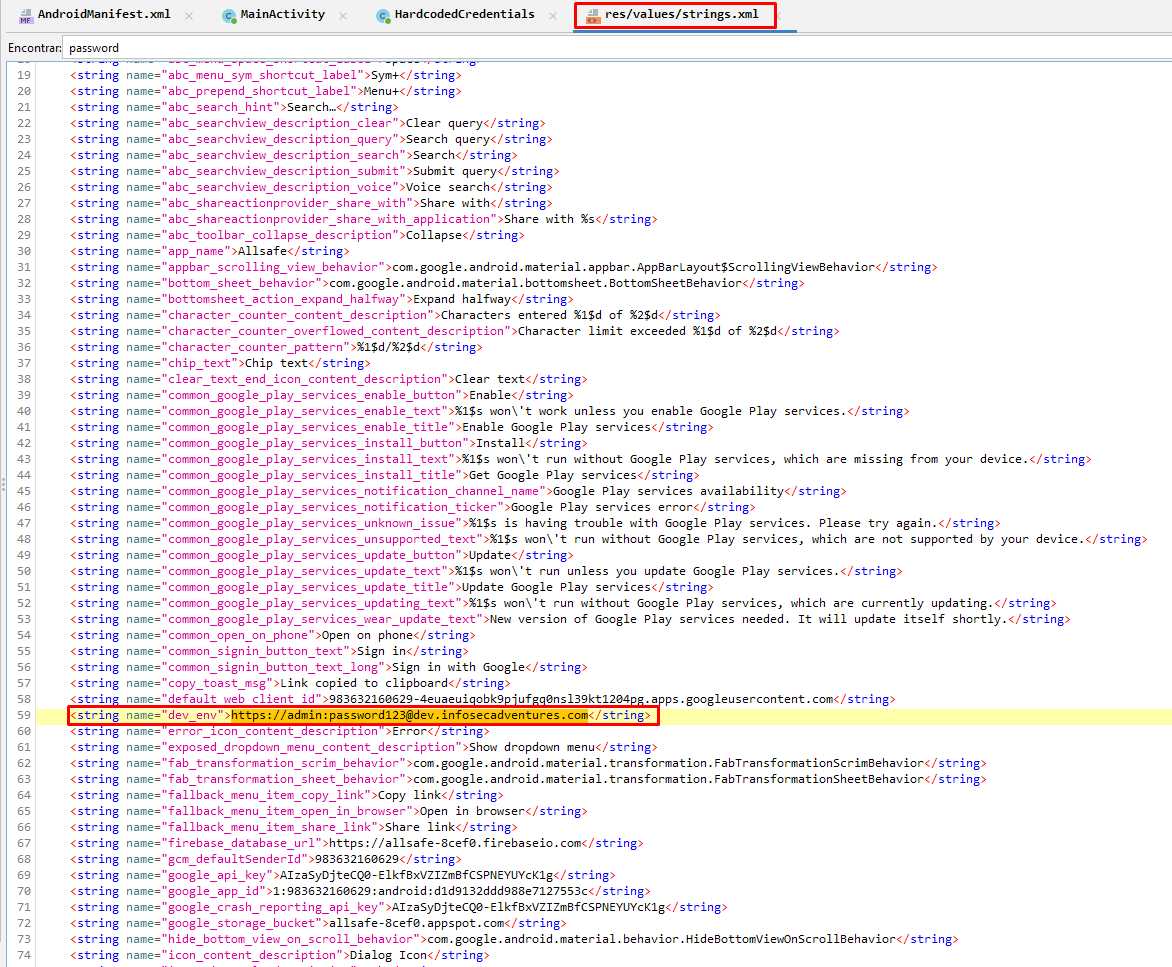 AndroidManifest.xml MainActivity HardcodedCredentials res/values/strings.xml
Encontrar: password
19 <string name="abc_menu_sym_shortcut_label">Sym+</string>
20 <string name="abc_prepend_shortcut_label">Menu+</string>
21 <string name="abc_search_hint">Search…</string>
22 <string name="abc_searchview_description_clear">Clear query</string>
23 <string name="abc_searchview_description_query">Search query</string>
24 <string name="abc_searchview_description_search">Search</string>
25 <string name="abc_searchview_description_submit">Submit query</string>
26 <string name="abc_searchview_description_voice">Voice search</string>
27 <string name="abc_shareactionprovider_share_with">Share with</string>
28 <string name="abc_shareactionprovider_share_with_application">Share with %s</string>
29 <string name="abc_toolbar_collapse_description">Collapse</string>
30 <string name="app_name">Allsafe</string>
31 <string name="appbar_scrolling_view_behavior">com.google.android.material.appbar.AppBarLayout$ScrollingViewBehavior</string>
32 <string name="bottom_sheet_behavior">com.google.android.material.bottomsheet.BottomSheetBehavior</string>
33 <string name="bottomsheet_action_expand_halfway">Expand halfway</string>
34 <string name="character_counter_content_description">Characters entered %1$d of %2$d</string>
35 <string name="character_counter_overflowed_content_description">Character limit exceeded %1$d of %2$d</string>
36 <string name="character_counter_pattern">%1$d/%2$d</string>
37 <string name="chip_text">Chip text</string>
38 <string name="clear_text_end_icon_content_description">Clear text</string>
39 <string name="common_google_play_services_enable_button">Enable</string>
40 <string name="common_google_play_services_enable_text">%1$s won\'t work unless you enable Google Play services.</string>
41 <string name="common_google_play_services_enable_title">Enable Google Play services</string>
42 <string name="common_google_play_services_install_button">Install</string>
43 <string name="common_google_play_services_install_text">%1$s won\'t run without Google Play services, which are missing from your device.</string>
44 <string name="common_google_play_services_install_title">Get Google Play services</string>
45 <string name="common_google_play_services_notification_channel_name">Google Play services availability</string>
46 <string name="common_google_play_services_notification_ticker">Google Play services error</string>
47 <string name="common_google_play_services_unknown_issue">%1$s is having trouble with Google Play services. Please try again.</string>
48 <string name="common_google_play_services_unsupported_text">%1$s won\'t run without Google Play services, which are not supported by your device.</string>
49 <string name="common_google_play_services_update_button">Update</string>
50 <string name="common_google_play_services_update_text">%1$s won\'t run unless you update Google Play services.</string>
51 <string name="common_google_play_services_update_title">Update Google Play services</string>
52 <string name="common_google_play_services_updating_text">%1$s won\'t run without Google Play services, which are currently updating.</string>
53 <string name="common_google_play_services_wear_update_text">New version of Google Play services needed. It will update itself shortly.</string>
54 <string name="common_open_on_phone">Open on phone</string>
55 <string name="common_signin_button_text">Sign in</string>
56 <string name="common_signin_button_text_long">Sign in with Google</string>
57 <string name="copy_toast_msg">Link copied to clipboard</string>
58 <string name="default_web_client_id">983632160629-4euaeuiqobk9pjufgq0nsl39kt1204pg.apps.googleusercontent.com</string>
59 <string name="dev_env">https://admin:password123@dev.infosecadventures.com</string>
60 <string name="error_icon_content_description">Error</string>
61 <string name="exposed_dropdown_menu_content_description">Show dropdown menu</string>
62 <string name="fab_transformation_scrim_behavior">com.google.android.material.transformation.FabTransformationScrimBehavior</string>
63 <string name="fab_transformation_sheet_behavior">com.google.android.material.transformation.FabTransformationSheetBehavior</string>
64 <string name="fallback_menu_item_copy_link">Copy link</string>
65 <string name="fallback_menu_item_open_in_browser">Open in browser</string>
66 <string name="fallback_menu_item_share_link">Share link</string>
67 <string name="firebase_database_url">https://allsafe-8cef0.firebaseio.com</string>
68 <string name="gcm_defaultSenderId">983632160629</string>
69 <string name="google_api_key">AIzaSyDjteCQ0-ElkfBxVZIZmBfCSPNEYUYcK1g</string>
70 <string name="google_app_id">1:983632160629:android:d1d9132ddd988e7127553c</string>
71 <string name="google_crash_reporting_api_key">AIzaSyDjteCQ0-ElkfBxVZIZmBfCSPNEYUYcK1g</string>
72 <string name="google_storage_bucket">allsafe-8cef0.appspot.com</string>
73 <string name="hide_bottom_view_on_scroll_behavior">com.google.android.material.behavior.HideBottomViewOnScrollBehavior</string>
74 <string name="icon_content_description">Dialog Icon</string>